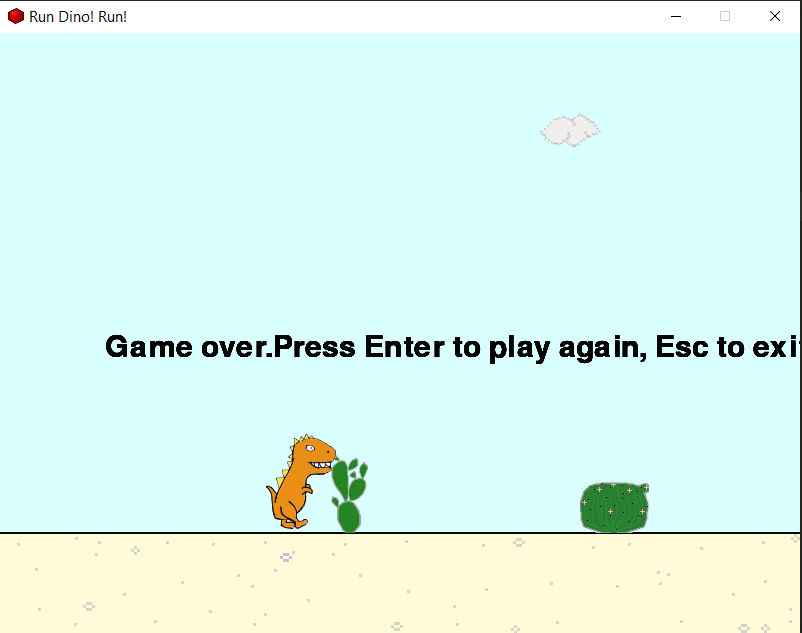 Run Dino! Run!
Game over.Press Enter to play again, Esc to exi